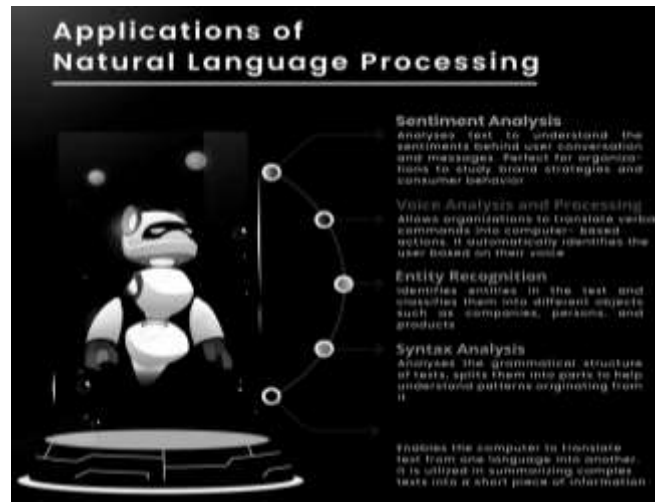 Applications of
Natural Language Processing
Sentiment Analysis
Analyses text to understand the
sentiments behind user conversation
and messages. Perfect for organiza-
tions to study brand strategies and
consumer behavior
Voice Analysis and Processing
Allows organizations to translate verba
commands into computer- based
actions. It automatically identifies the
user based on their voice
Entity Recognition
Identifies entities in the text and
classifies them into different objects
such as companies, persons, and
products
Syntax Analysis
Analyses the grammatical structure
of texts, splits them into parts to help
understand patterns originating from
it
Enables the computer to translate
text from one language into another.
It is utilized in summarizing complex
texts into a short piece of information